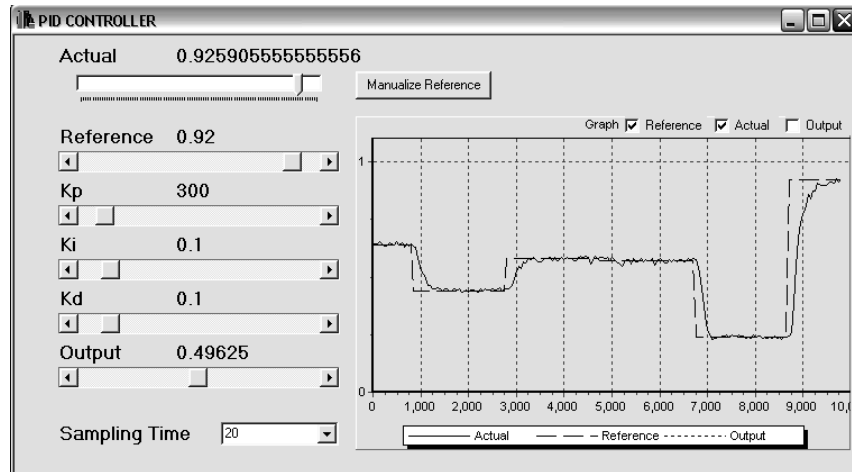 PID CONTROLLER
Actual 0.925905555555556
Manualize Reference
Reference 0.92
Kp 300
Ki 0.1
Kd 0.1
Output 0.49625
Sampling Time 20
Graph Reference Actual Output
1
0
0 1,000 2,000 3,000 4,000 5,000 6,000 7,000 8,000 9,000 10,0
Actual Reference Output